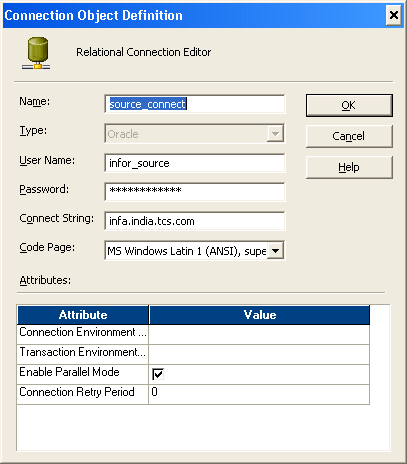 Connection Object Definition
Relational Connection Editor
Name: source_connect OK
Type: Oracle Cancel
User Name: infor_source Help
Password: ************
Connect String: infa.india.tcs.com
Code Page: MS Windows Latin 1 (ANSI), supe
Attributes:
Attribute Value
Connection Environment ...
Transaction Environment...
Enable Parallel Mode
Connection Retry Period 0